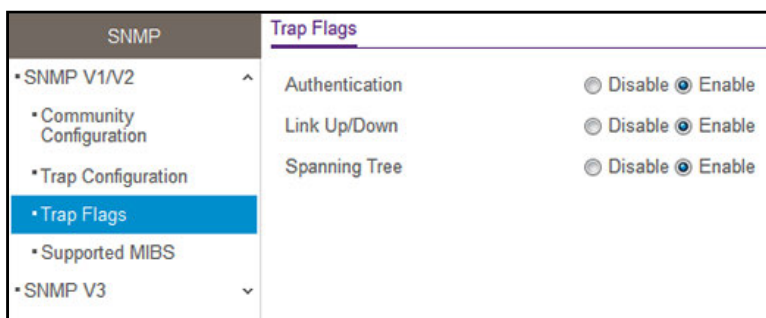 SNMP
SNMP V1/V2
Community
Configuration
Trap Configuration
Trap Flags
Supported MIBS
SNMP V3
Trap Flags
Authentication Disable Enable
Link Up/Down Disable Enable
Spanning Tree Disable Enable